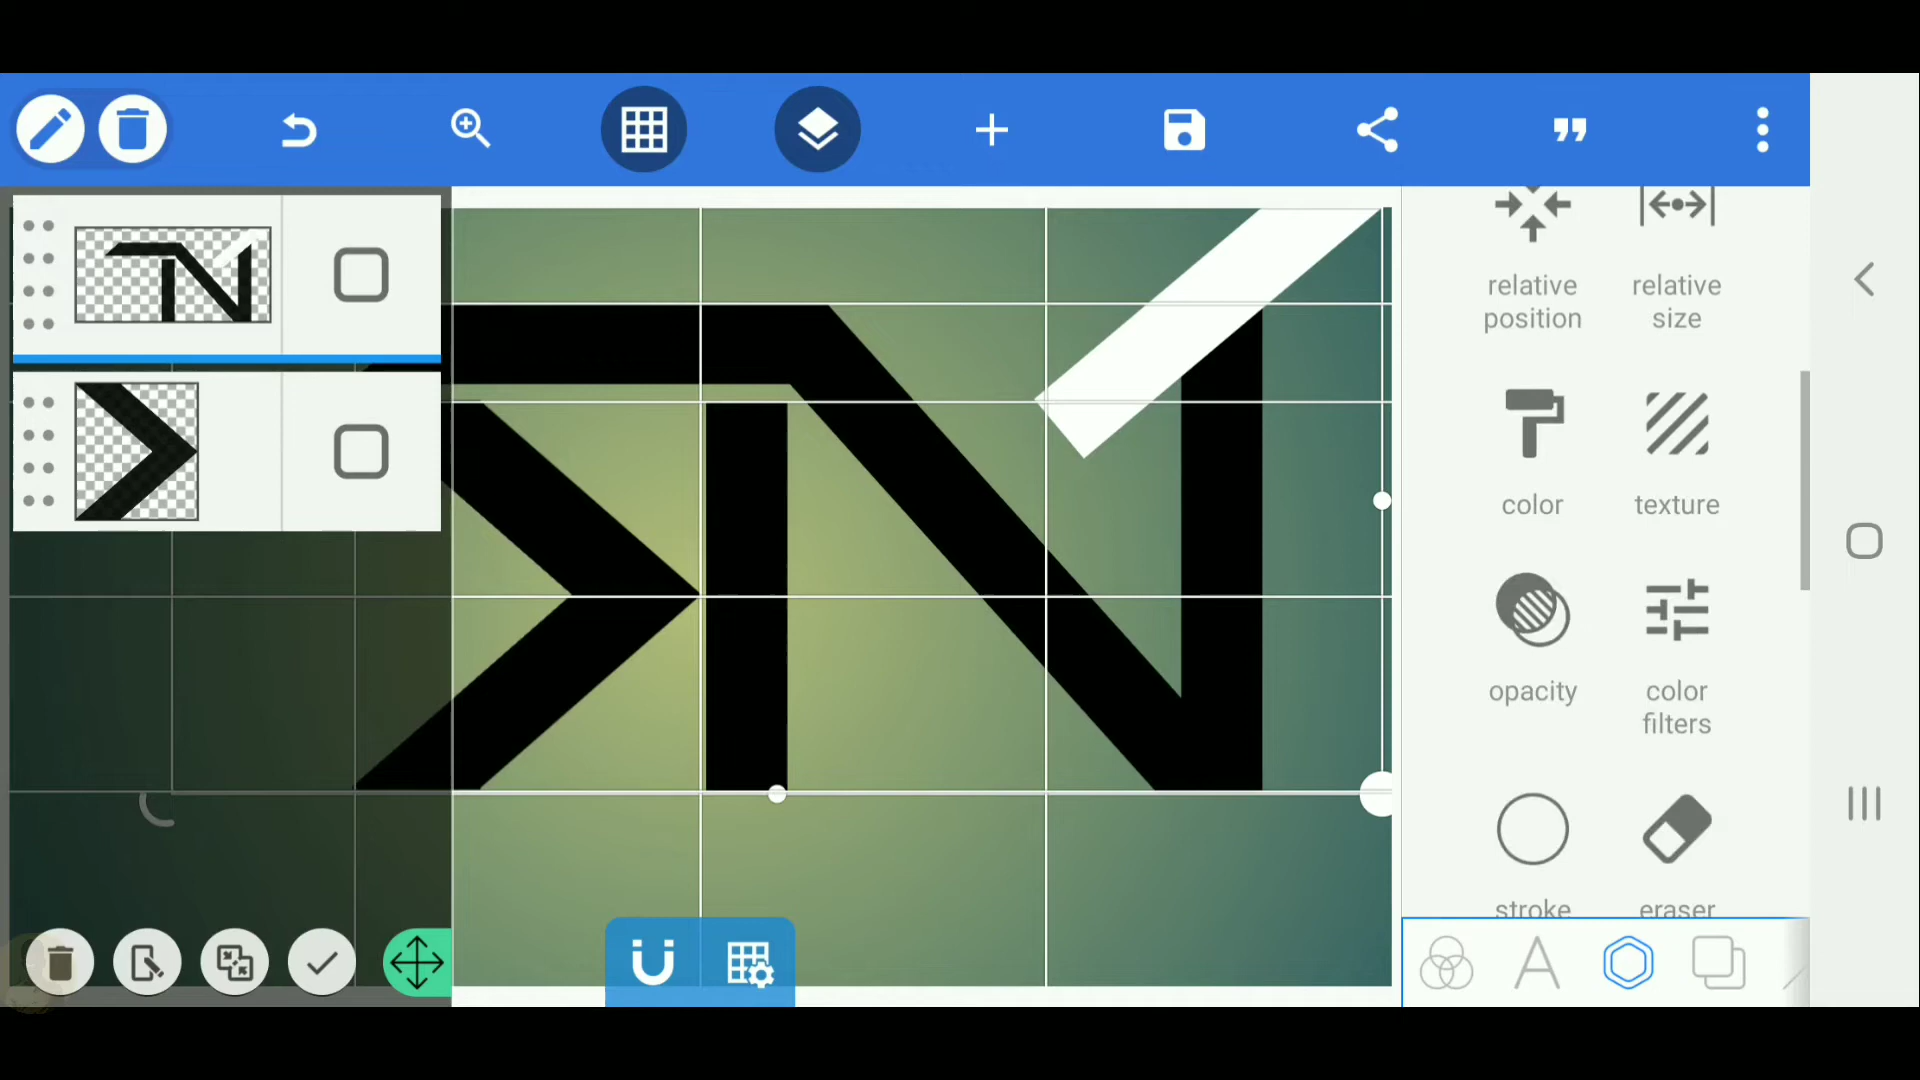 relative position
relative size
color
texture
opacity
color filters
stroke
eraser